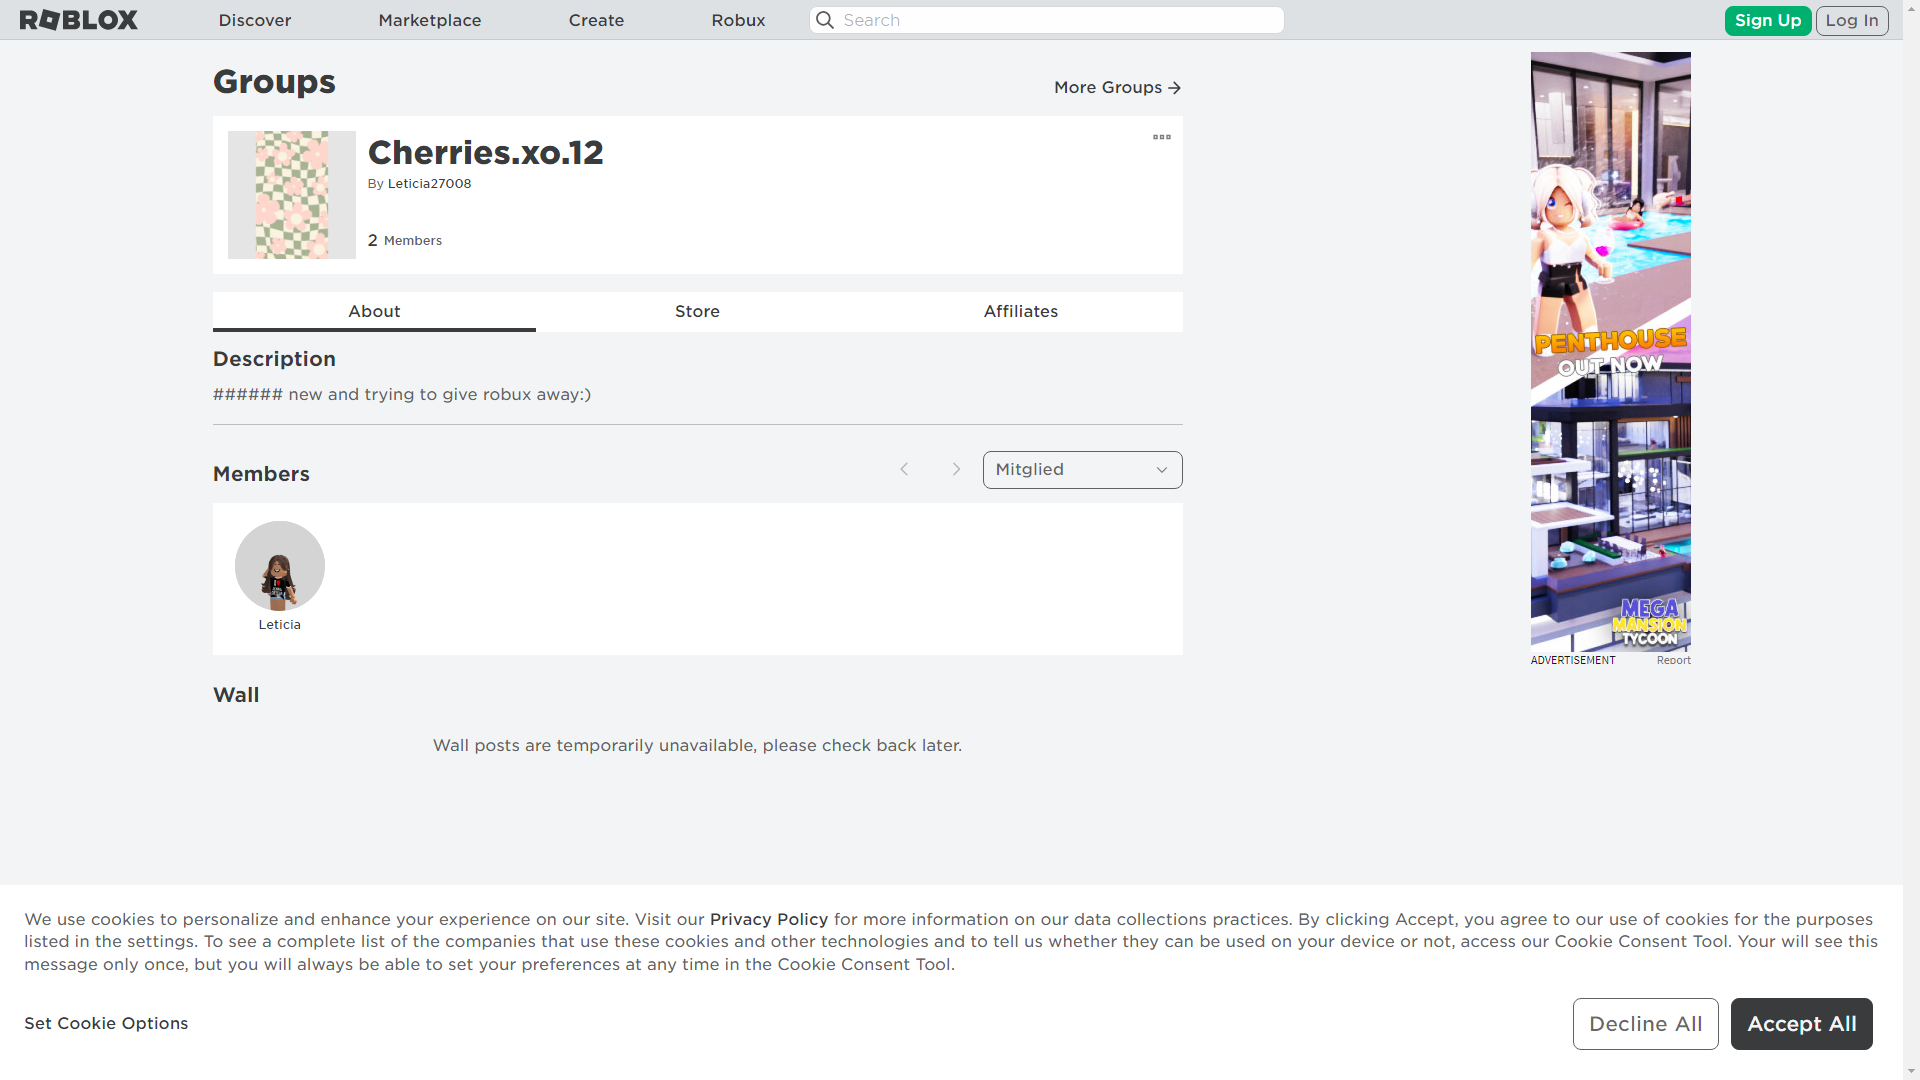 ROBLOX
Discover
Marketplace
Create
Robux
Search
Sign Up
Log In
Groups
More Groups
Cherries.xo.12
By Leticia27008
2 Members
About
Store
Affiliates
Description
###### new and trying to give robux away:)
Members
Mitglied
Leticia
Wall
Wall posts are temporarily unavailable, please check back later.
PENTHOUSE
OUT NOW
MEGA
MANSION
TYCOON
ADVERTISEMENT
Report
We use cookies to personalize and enhance your experience on our site. Visit our Privacy Policy for more information on our data collections practices. By clicking Accept, you agree to our use of cookies for the purposes
listed in the settings. To see a complete list of the companies that use these cookies and other technologies and to tell us whether they can be used on your device or not, access our Cookie Consent Tool. Your will see this
message only once, but you will always be able to set your preferences at any time in the Cookie Consent Tool.
Set Cookie Options
Decline All
Accept All